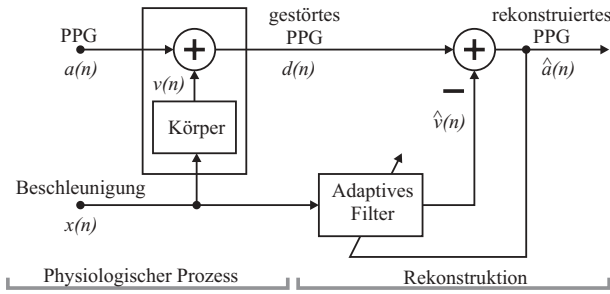 PPG
a(n)
v(n)
Körper
gestörtes
PPG
d(n)
rekonstruiertes
PPG
â(n)
v̂(n)
Beschleunigung
x(n)
Adaptives
Filter
Physiologischer Prozess
Rekonstruktion